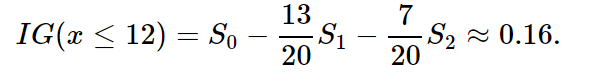 IG(x ≤ 12) = S₀ − 13/20 S₁ − 7/20 S₂ ≈ 0.16.